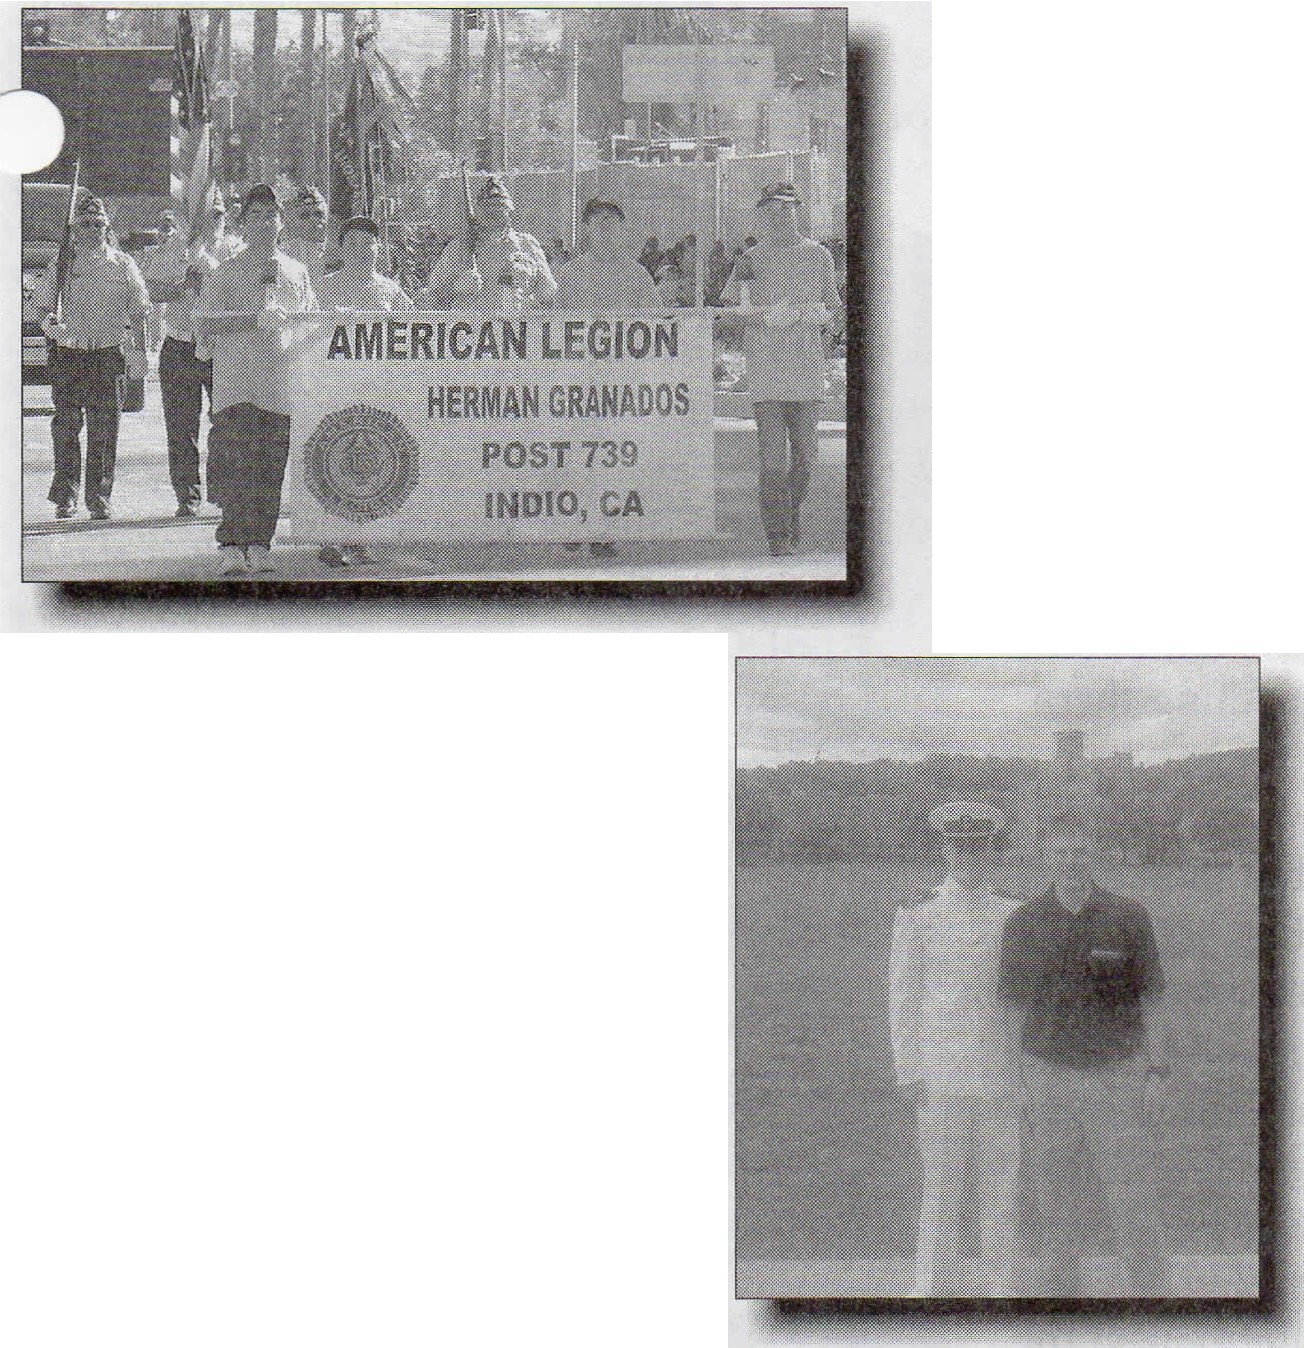 AMERICAN LEGION
HERMAN GRANADOS
POST 739
INDIO, CA